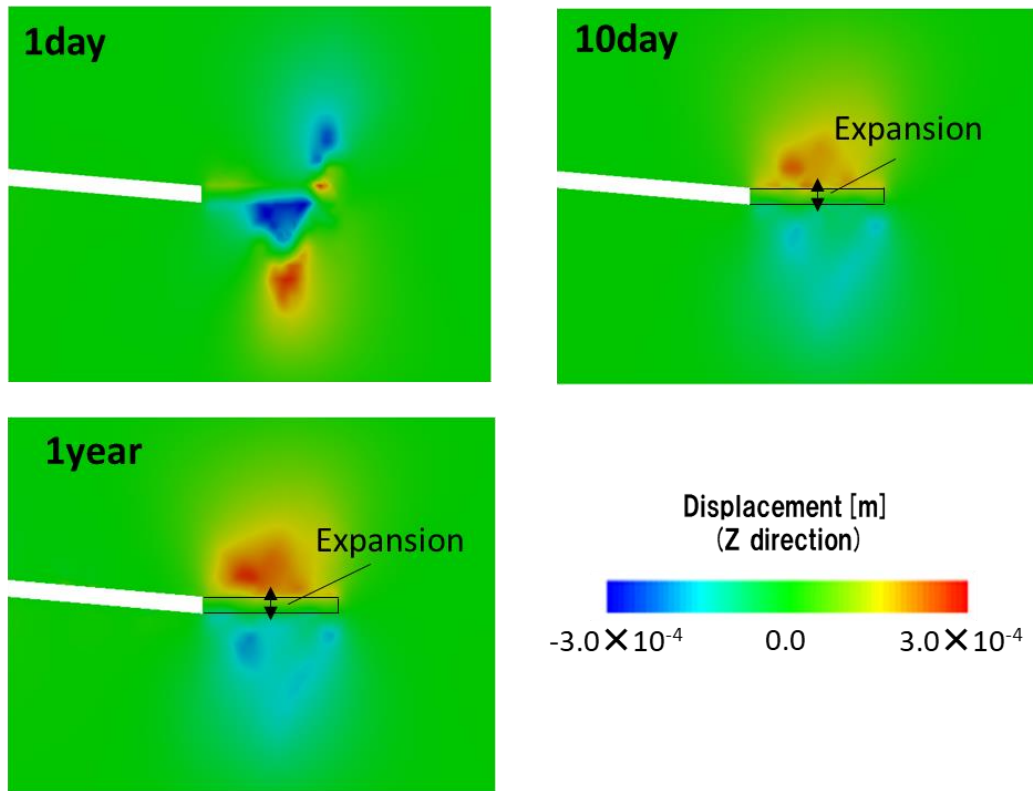 1day
10day
Expansion
1year
Expansion
Displacement [m]
(Z direction)
-3.0×10⁻⁴ 0.0 3.0×10⁻⁴